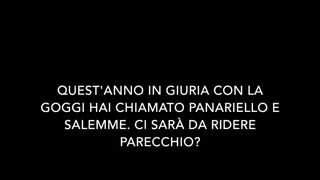 QUEST'ANNO IN GIURIA CON LA
GOGGI HAI CHIAMATO PANARIELLO E
SALEMME. CI SARÀ DA RIDERE
PARECCHIO?